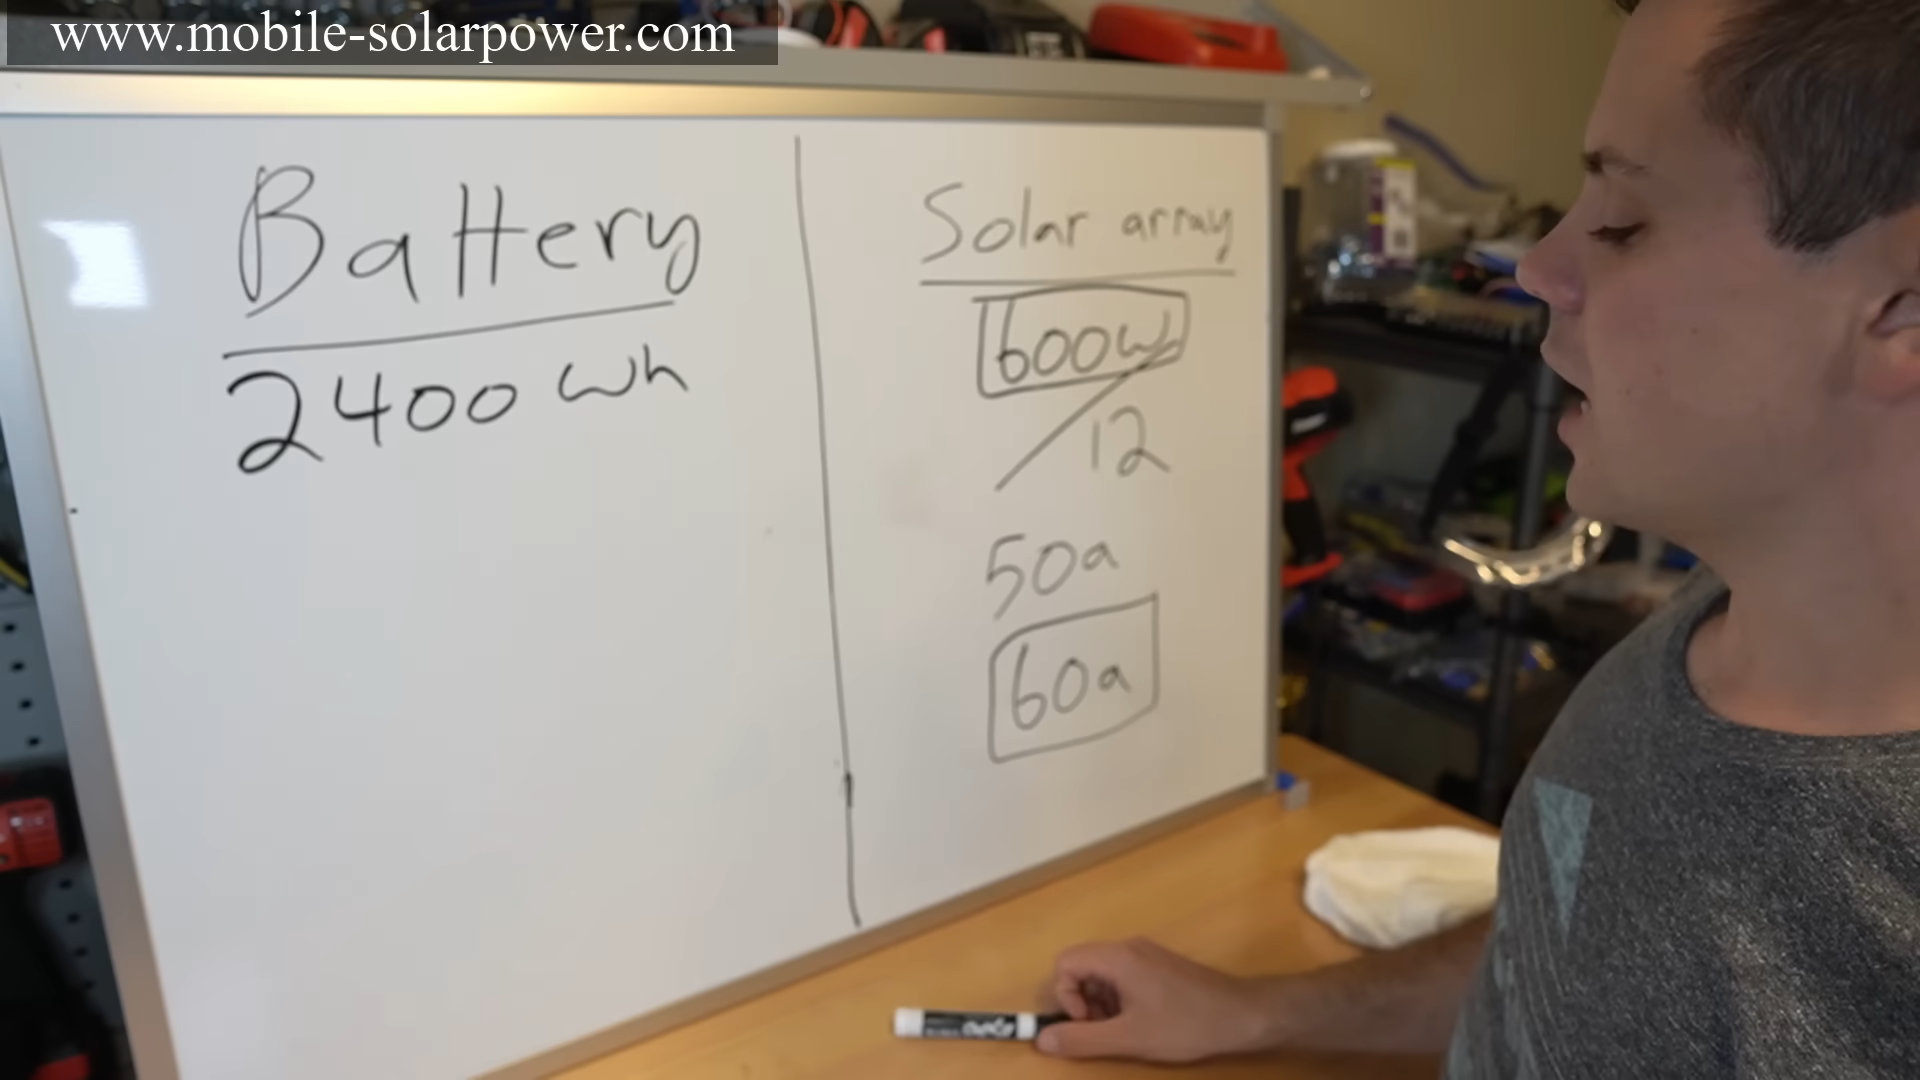 www.mobile-solarpower.com
Battery
2400 wh
Solar array
600w
/ 12
50a
60a